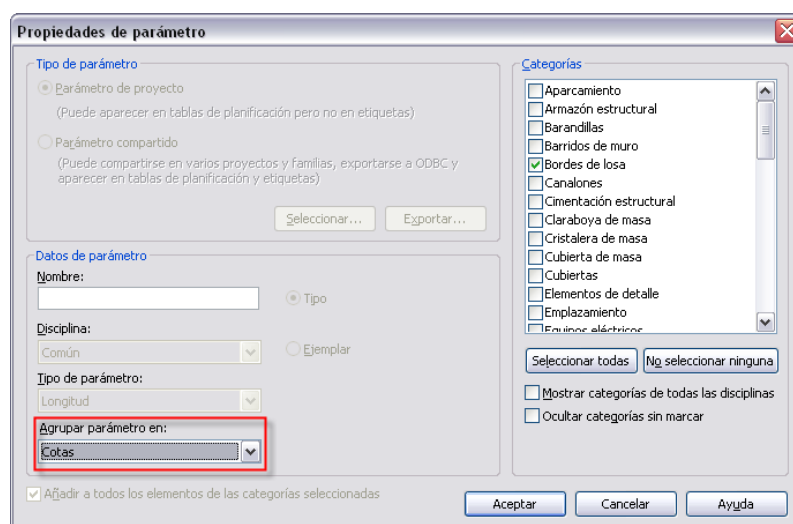 Propiedades de parámetro
Tipo de parámetro
Parámetro de proyecto
(Puede aparecer en tablas de planificación pero no en etiquetas)
Parámetro compartido
(Puede compartirse en varios proyectos y familias, exportarse a ODBC y
aparecer en tablas de planificación y etiquetas)
Seleccionar...
Exportar...
Datos de parámetro
Nombre:
Tipo
Disciplina:
Común
Ejemplar
Tipo de parámetro:
Longitud
Agrupar parámetro en:
Cotas
Añadir a todos los elementos de las categorías seleccionadas
Categorías
Aparcamiento
Armazón estructural
Barandillas
Barridos de muro
Bordes de losa
Canalones
Cimentación estructural
Claraboya de masa
Cristalera de masa
Cubierta de masa
Cubiertas
Elementos de detalle
Emplazamiento
Equipos eléctricos
Seleccionar todas
No seleccionar ninguna
Mostrar categorías de todas las disciplinas
Ocultar categorías sin marcar
Aceptar
Cancelar
Ayuda